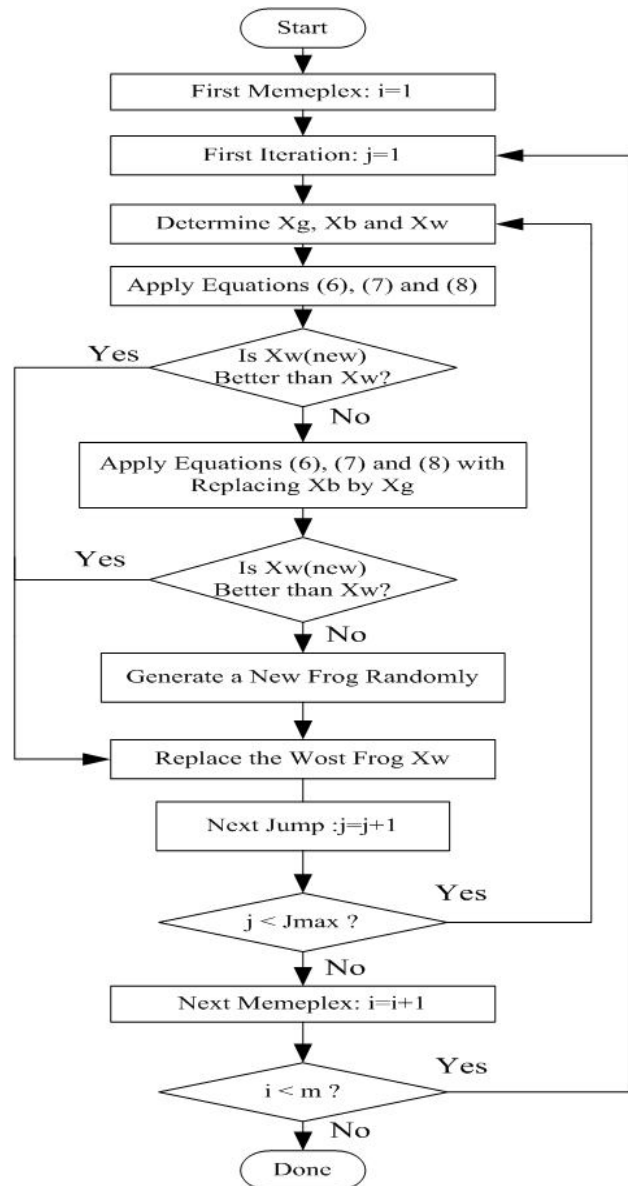 Start
First Memeplex: i=1
First Iteration: j=1
Determine Xg, Xb and Xw
Apply Equations (6), (7) and (8)
Yes
Is Xw(new)
Better than Xw?
No
Apply Equations (6), (7) and (8) with
Replacing Xb by Xg
Yes
Is Xw(new)
Better than Xw?
No
Generate a New Frog Randomly
Replace the Wost Frog Xw
Next Jump :j=j+1
Yes
j < Jmax ?
No
Next Memeplex: i=i+1
Yes
i < m ?
No
Done